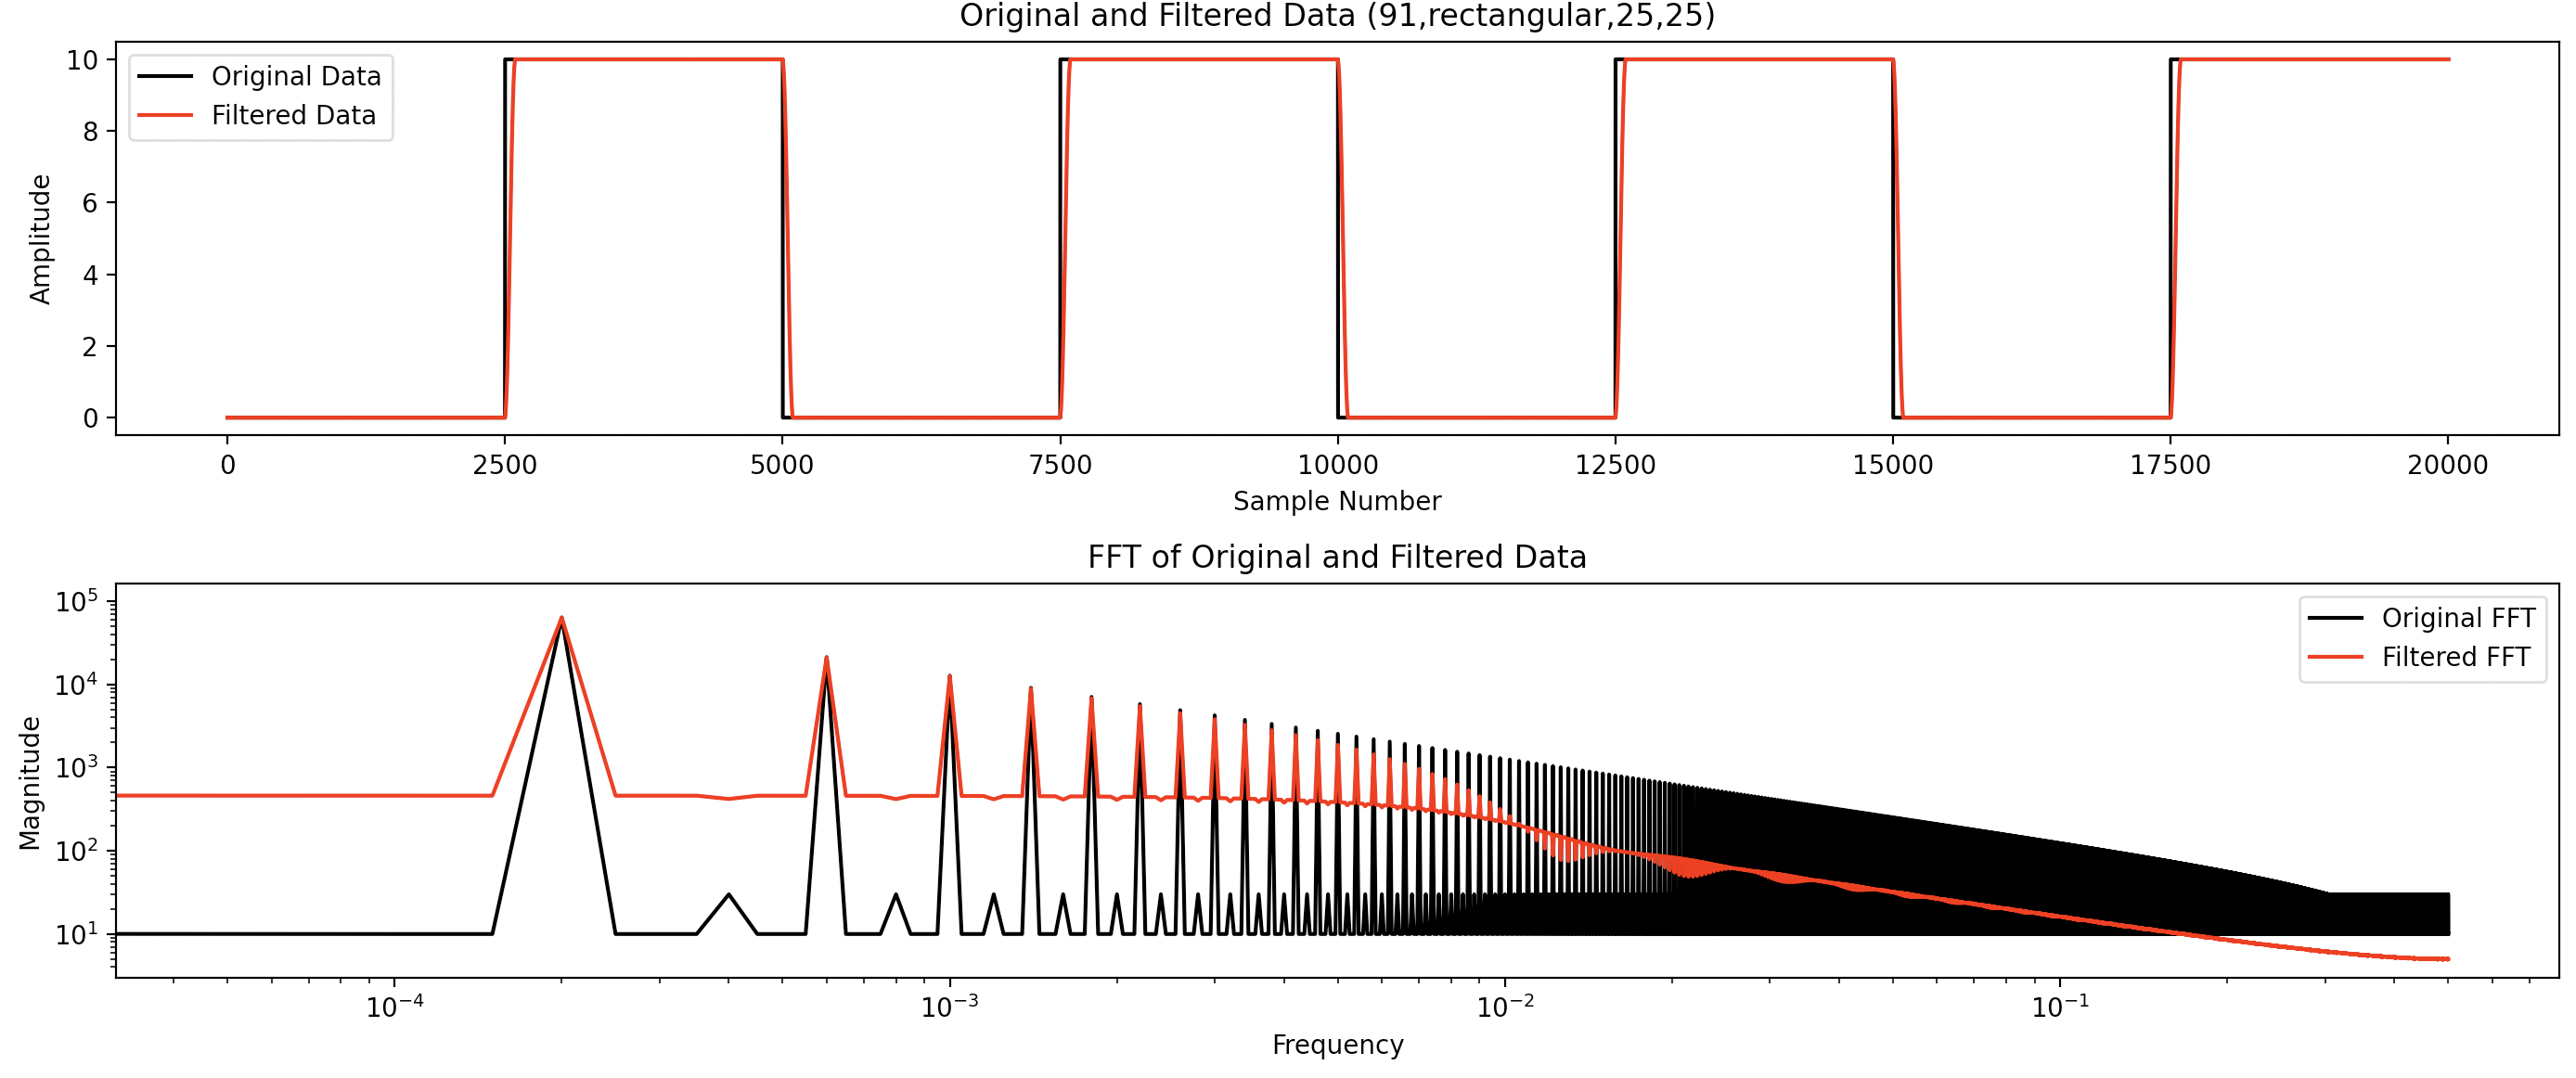 Original and Filtered Data (91,rectangular,25,25)
Original Data
Filtered Data
Amplitude
10
8
6
4
2
0
0 2500 5000 7500 10000 12500 15000 17500 20000
Sample Number
FFT of Original and Filtered Data
Original FFT
Filtered FFT
Magnitude
10⁵
10⁴
10³
10²
10¹
10⁻⁴ 10⁻³ 10⁻² 10⁻¹
Frequency